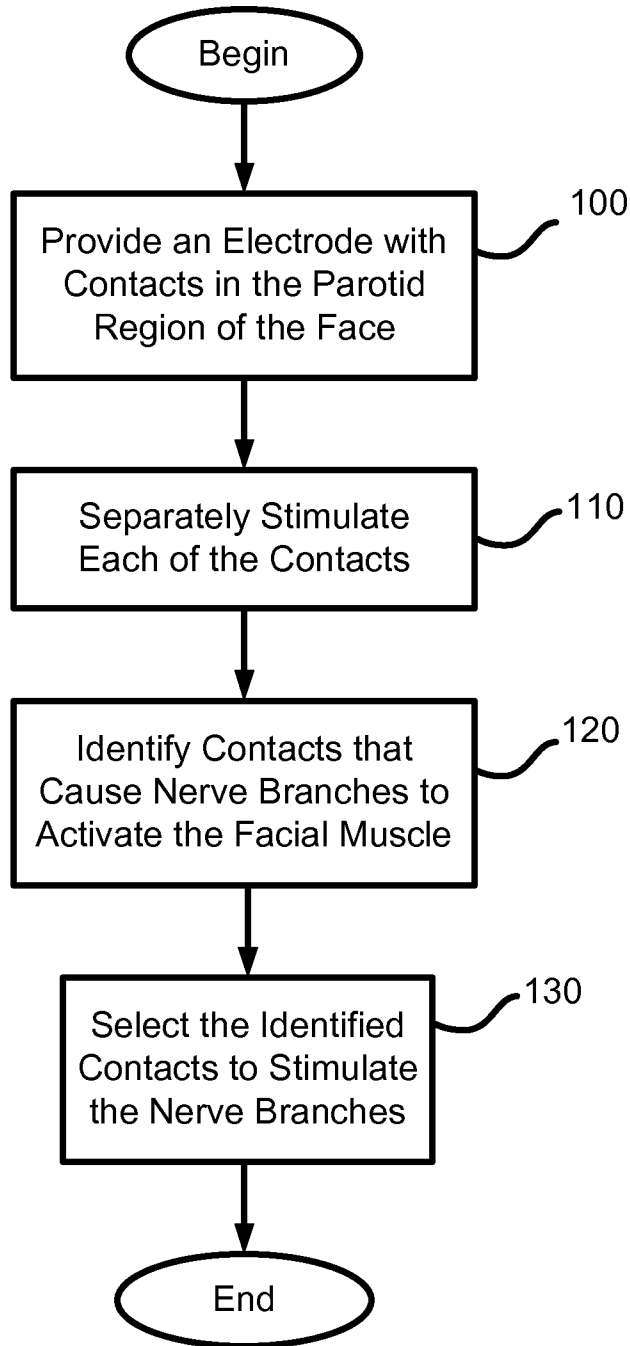 Begin
100
Provide an Electrode with
Contacts in the Parotid
Region of the Face
110
Separately Stimulate
Each of the Contacts
120
Identify Contacts that
Cause Nerve Branches to
Activate the Facial Muscle
130
Select the Identified
Contacts to Stimulate
the Nerve Branches
End